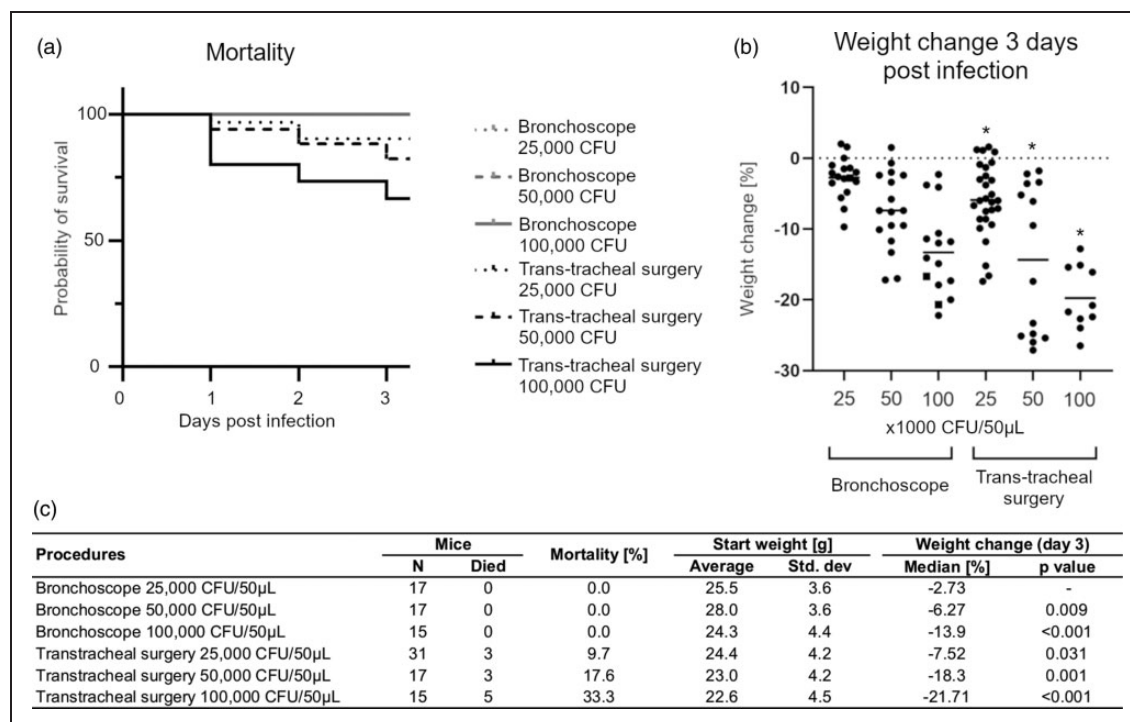 (a)
Mortality
100
50
0
Probability of survival
0 1 2 3
Days post infection
Bronchoscope
25,000 CFU
Bronchoscope
50,000 CFU
Bronchoscope
100,000 CFU
Trans-tracheal surgery
25,000 CFU
Trans-tracheal surgery
50,000 CFU
Trans-tracheal surgery
100,000 CFU
(b)
Weight change 3 days
post infection
10
0
-10
-20
-30
Weight change [%]
* * *
25 50 100 25 50 100
x1000 CFU/50µL
Bronchoscope Trans-tracheal
surgery
(c)
Procedures Mice Mortality [%] Start weight [g] Weight change (day 3)
N Died Average Std. dev Median [%] p value
Bronchoscope 25,000 CFU/50µL 17 0 0.0 25.5 3.6 -2.73 -
Bronchoscope 50,000 CFU/50µL 17 0 0.0 28.0 3.6 -6.27 0.009
Bronchoscope 100,000 CFU/50µL 15 0 0.0 24.3 4.4 -13.9 <0.001
Transtracheal surgery 25,000 CFU/50µL 31 3 9.7 24.4 4.2 -7.52 0.031
Transtracheal surgery 50,000 CFU/50µL 17 3 17.6 23.0 4.2 -18.3 0.001
Transtracheal surgery 100,000 CFU/50µL 15 5 33.3 22.6 4.5 -21.71 <0.001